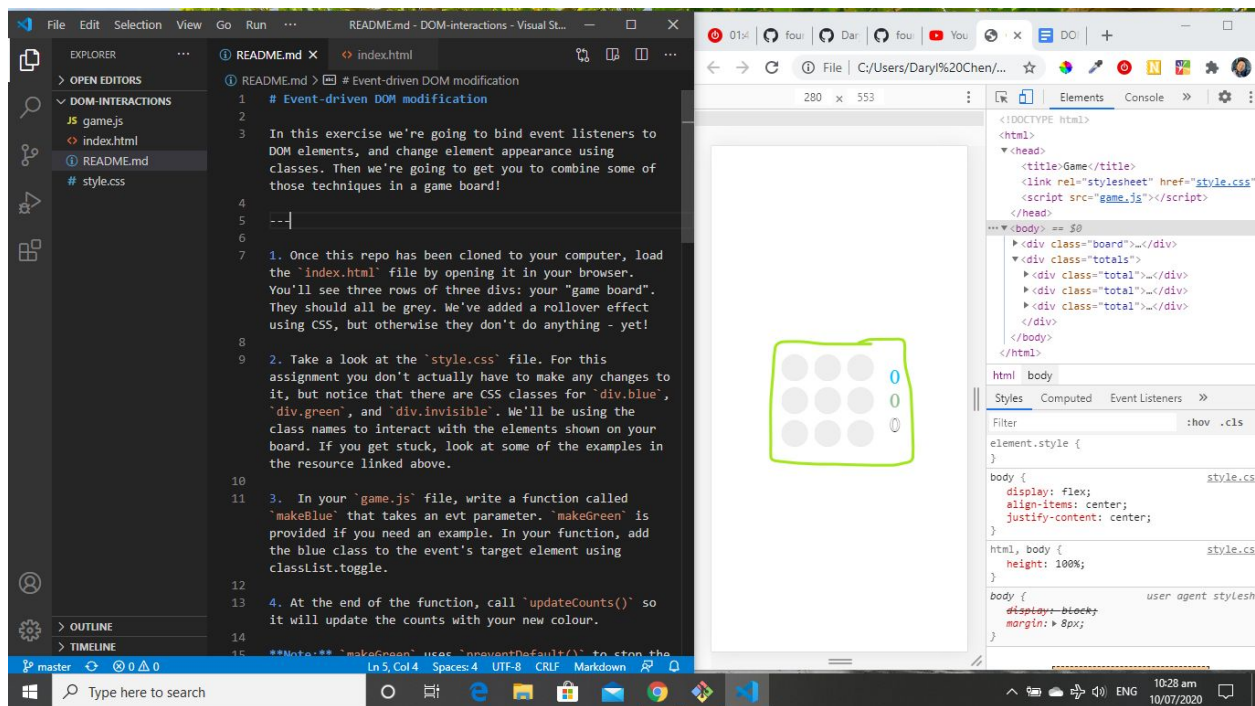 File Edit Selection View Go Run ··· README.md - DOM-interactions - Visual St...
EXPLORER ···
OPEN EDITORS
DOM-INTERACTIONS
JS game.js
<> index.html
README.md
# style.css
OUTLINE
TIMELINE
README.md × <> index.html ···
README.md > # Event-driven DOM modification
1 # Event-driven DOM modification
2
3 In this exercise we're going to bind event listeners to
DOM elements, and change element appearance using
classes. Then we're going to get you to combine some of
those techniques in a game board!
4
5 ---
6
7 1. Once this repo has been cloned to your computer, load
the `index.html` file by opening it in your browser.
You'll see three rows of three divs: your "game board".
They should all be grey. We've added a rollover effect
using CSS, but otherwise they don't do anything - yet!
8
9 2. Take a look at the `style.css` file. For this
assignment you don't actually have to make any changes to
it, but notice that there are CSS classes for `div.blue`,
`div.green`, and `div.invisible`. We'll be using the
class names to interact with the elements shown on your
board. If you get stuck, look at some of the examples in
the resource linked above.
10
11 3. In your `game.js` file, write a function called
`makeBlue` that takes an evt parameter. `makeGreen` is
provided if you need an example. In your function, add
the blue class to the event's target element using
classList.toggle.
12
13 4. At the end of the function, call `updateCounts()` so
it will update the counts with your new colour.
14
15 **Note:** `makeGreen` uses `preventDefault()` to stop the
master 0 0 Ln 5, Col 4 Spaces: 4 UTF-8 CRLF Markdown
01:4 four Dar fou You × DO +
File | C:/Users/Daryl%20Chen/...
280 x 553
0
0
0
Elements Console »
<!DOCTYPE html>
<html>
<head>
<title>Game</title>
<link rel="stylesheet" href="style.css"
<script src="game.js"></script>
</head>
··· <body> == $0
<div class="board">…</div>
<div class="totals">
<div class="total">…</div>
<div class="total">…</div>
<div class="total">…</div>
</div>
</body>
</html>
html body
Styles Computed Event Listeners »
Filter :hov .cls
element.style {
}
body { style.cs
display: flex;
align-items: center;
justify-content: center;
}
html, body { style.cs
height: 100%;
}
body { user agent stylesh
display: block;
margin: 8px;
}
Type here to search
ENG
10:28 am
10/07/2020